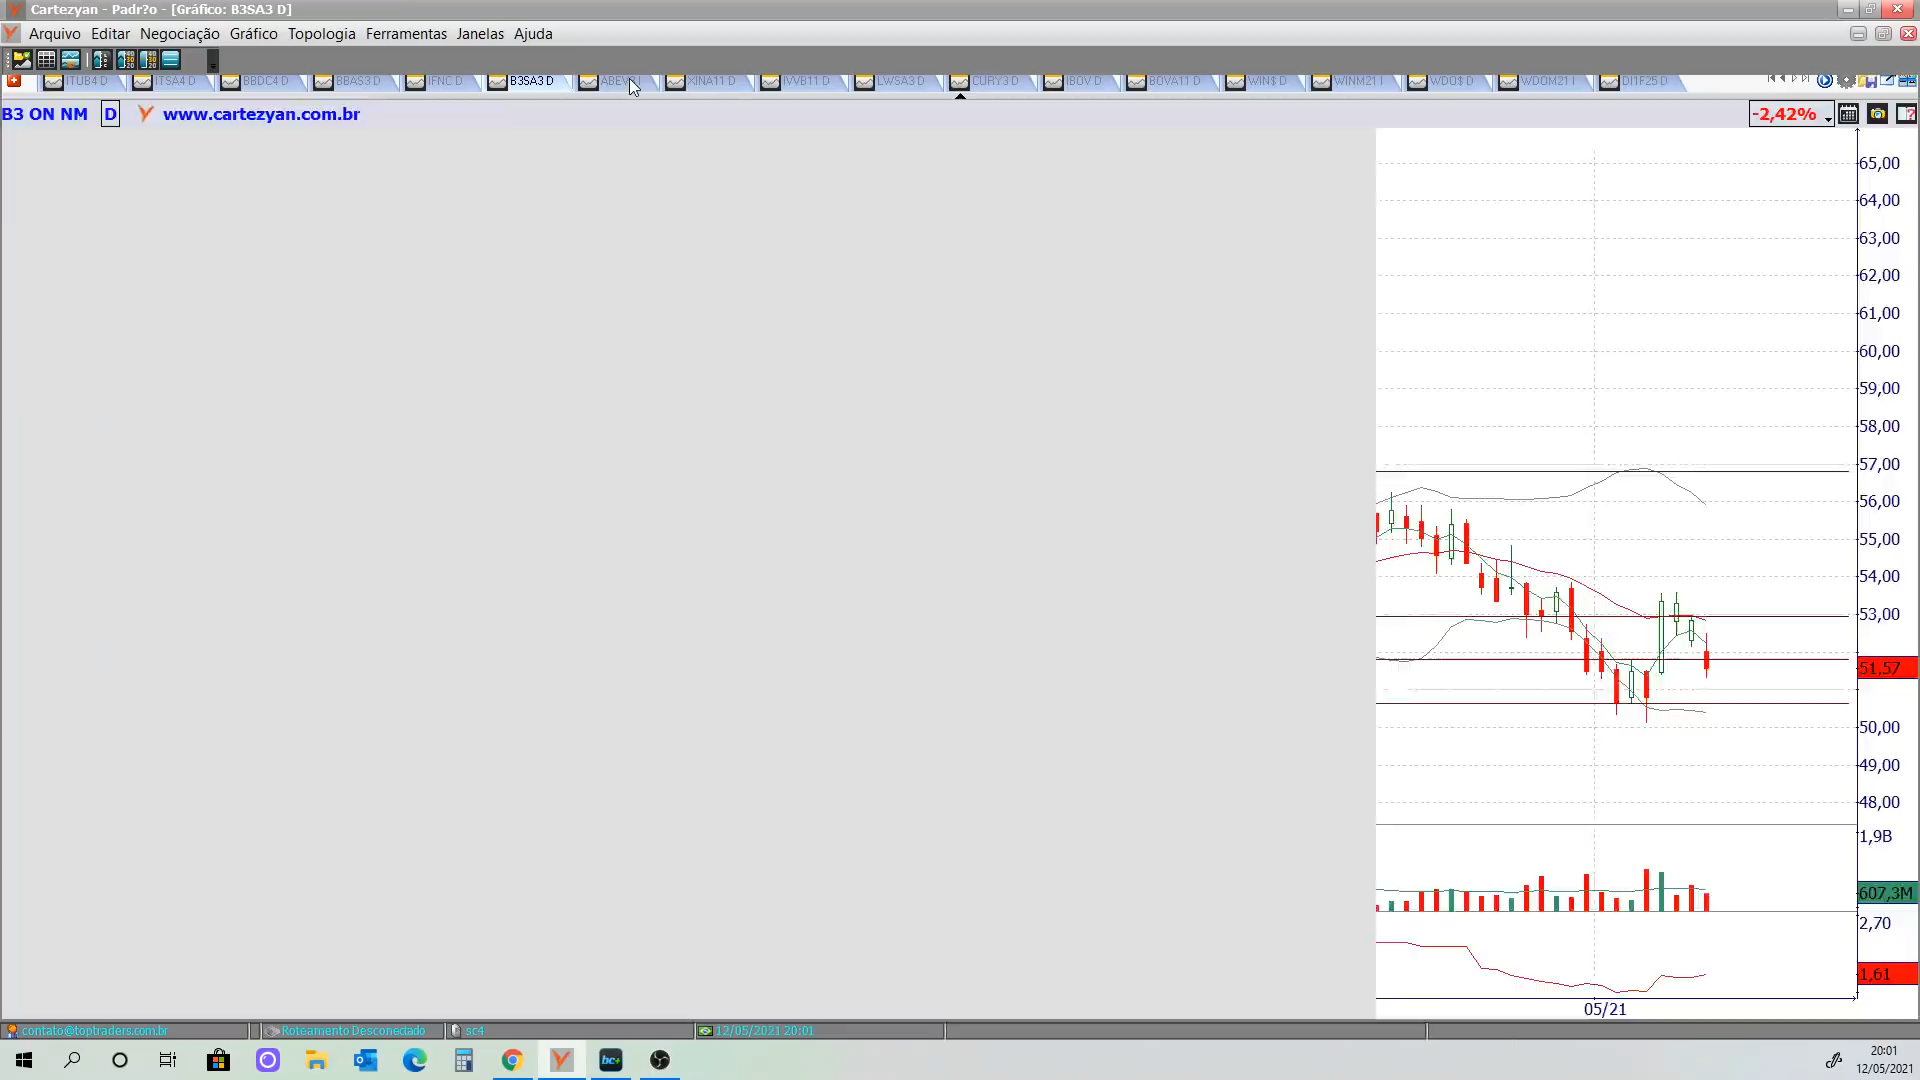 Cartezyan - Padr?o - [Gráfico: B3SA3 D]
Arquivo Editar Negociação Gráfico Topologia Ferramentas Exportar Janelas Ajuda
ITUB4 D ITSA4 D BBDC4 D BBAS3 D IFNC D B3SA3 D ABEV3 XINA11 D IVVB11 D LWSA3 D CURY3 D IBOV D BOVA11 D WIN$ D WINM21 I WDO$ D WDOM21 I DI1F25 D
B3 ON NM D www.cartezyan.com.br -2,42%
65,00
64,00
63,00
62,00
61,00
60,00
59,00
58,00
57,00
56,00
55,00
54,00
53,00
51,57
50,00
49,00
48,00
1,9B
607,3M
2,70
1,61
05/21
contato@toptraders.com.br Roteamento Desconectado sc4 12/05/2021 20:01
bc+
20:01
12/05/2021